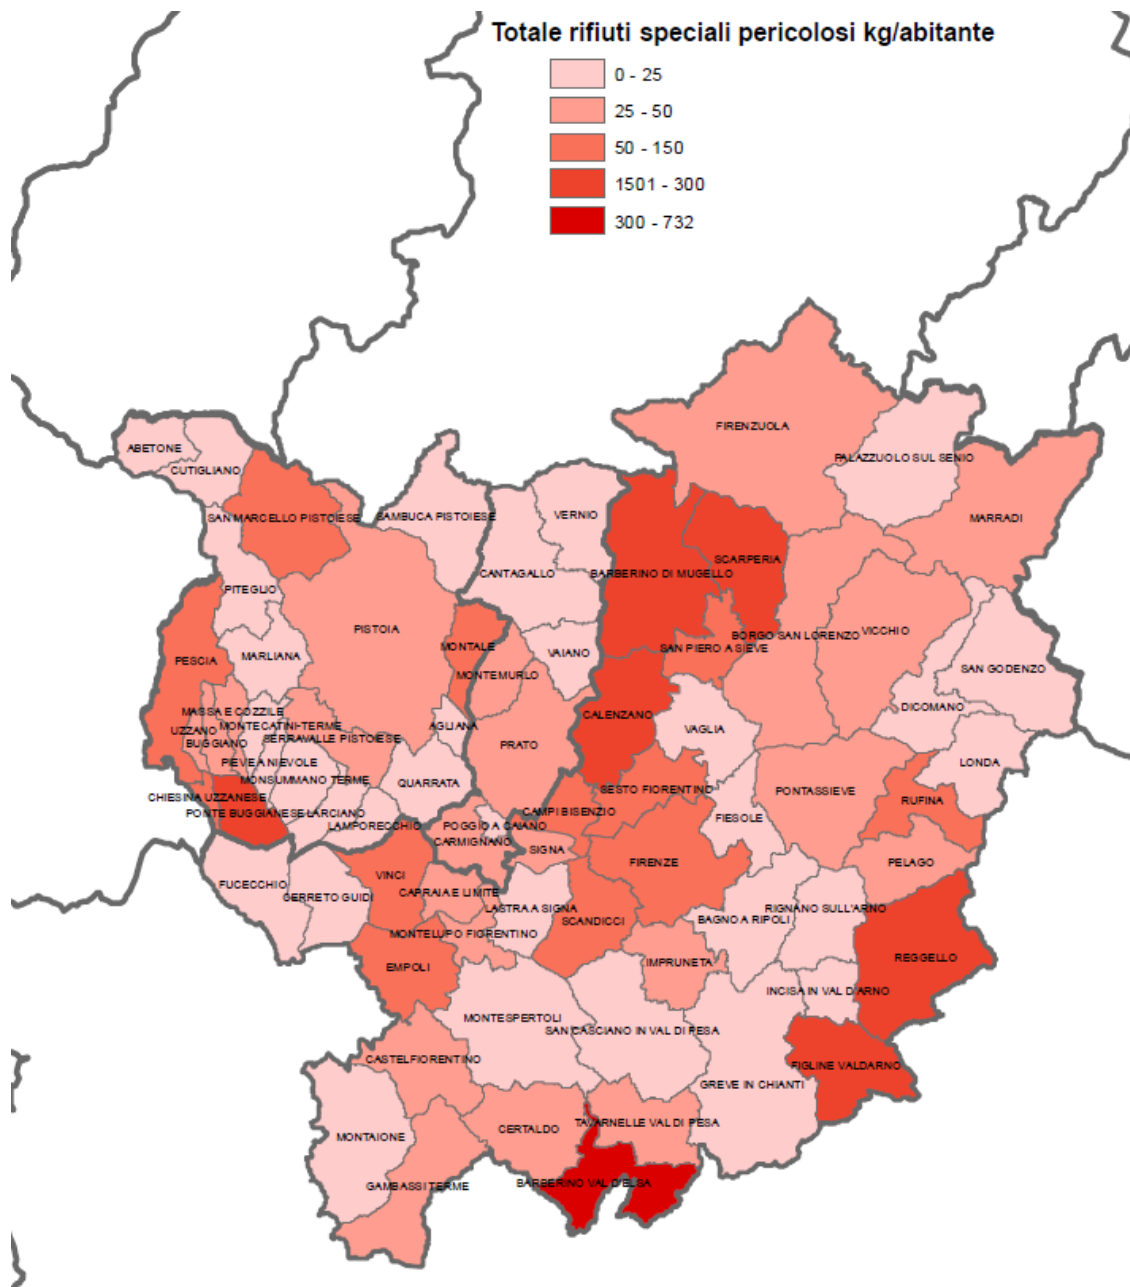 Totale rifiuti speciali pericolosi kg/abitante
0 - 25
25 - 50
50 - 150
1501 - 300
300 - 732
FIRENZUOLA
ABETONE
PALAZZUOLO SUL SENIO
CUTIGLIANO
VERNIO
SAN MARCELLO PISTOIESE
SAMBUCA PISTOIESE
MARRADI
SCARPERIA
CANTAGALLO
BARBERINO DI MUGELLO
PITEGLIO
PISTOIA
VICCHIO
BORGO SAN LORENZO
MONTALE
SAN PIERO A SIEVE
MARLIANA
VAIANO
PESCIA
SAN GODENZO
MONTEMURLO
DICOMANO
MASSA E COZZILE
CALENZANO
MONTECATINI-TERME
AGLIANA
UZZANO
VAGLIA
SERRAVALLE PISTOIESE
BUGGIANO
PRATO
PIEVE A NIEVOLE
LONDA
MONSUMMANO TERME
QUARRATA
SESTO FIORENTINO
PONTASSIEVE
CHIESINA UZZANESE
RUFINA
PONTE BUGGIANESE
LARCIANO
CAMPI BISENZIO
FIESOLE
LAMPORECCHIO
POGGIO A CAIANO
CARMIGNANO
SIGNA
FIRENZE
PELAGO
VINCI
FUCECCHIO
CERRETO GUIDI
CAPRAIA E LIMITE
LASTRA A SIGNA
RIGNANO SULL'ARNO
SCANDICCI
BAGNO A RIPOLI
MONTELUPO FIORENTINO
REGGELLO
IMPRUNETA
EMPOLI
INCISA IN VAL D'ARNO
MONTESPERTOLI
SAN CASCIANO IN VAL DI PESA
CASTELFIORENTINO
FIGLINE VALDARNO
GREVE IN CHIANTI
TAVARNELLE VAL DI PESA
CERTALDO
MONTAIONE
BARBERINO VAL D'ELSA
GAMBASSI TERME